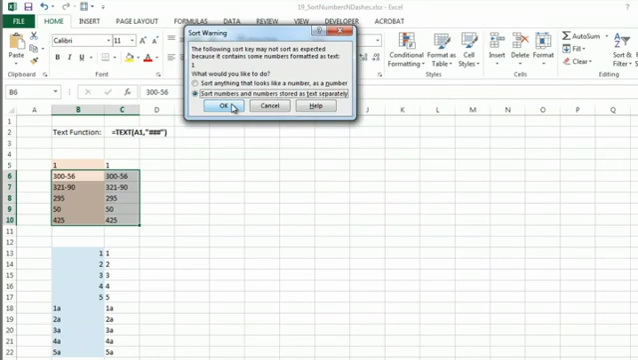 19_SortNumbersNDashes.xlsx - Excel
FILE HOME INSERT PAGE LAYOUT FORMULAS DATA REVIEW VIEW DEVELOPER ACROBAT
Calibri 11
Paste
Clipboard Font
Conditional Formatting Format as Table Cell Styles
Styles
Insert Delete Format
Cells
AutoSum
Fill
Clear
Editing
Sort Warning
The following sort key may not sort as expected
because it contains some numbers formatted as text:
1
What would you like to do?
Sort anything that looks like a number, as a number
Sort numbers and numbers stored as text separately
OK Cancel Help
B6
A B C D E F G H I J K L M N O P Q
1
2 Text Function: =TEXT(A1,"###")
3
4
5 1 1
6 300-56 300-56
7 321-90 321-90
8 295 295
9 50 50
10 425 425
11
12
13 1 1
14 2 2
15 3 3
16 4 4
17 5 5
18 1a 1a
19 2a 2a
20 3a 3a
21 4a 4a
22 5a 5a